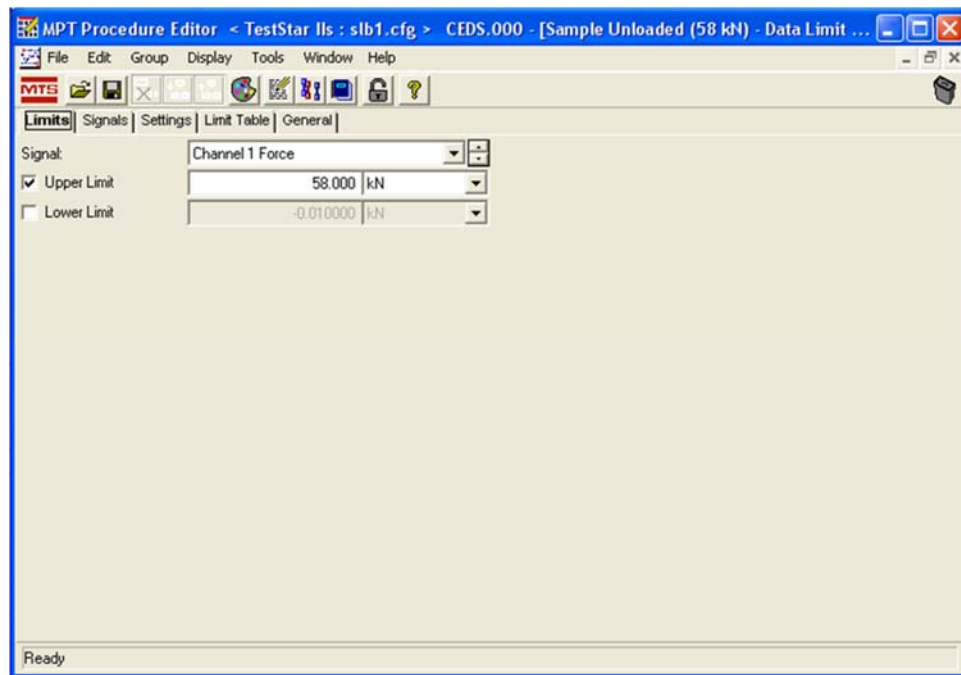 MPT Procedure Editor < TestStar IIs : slb1.cfg > CEDS.000 - [Sample Unloaded (58 kN) - Data Limit ...
File Edit Group Display Tools Window Help
MTS
Limits Signals Settings Limit Table General
Signal: Channel 1 Force
Upper Limit 58.000 kN
Lower Limit -0.010000 kN
Ready